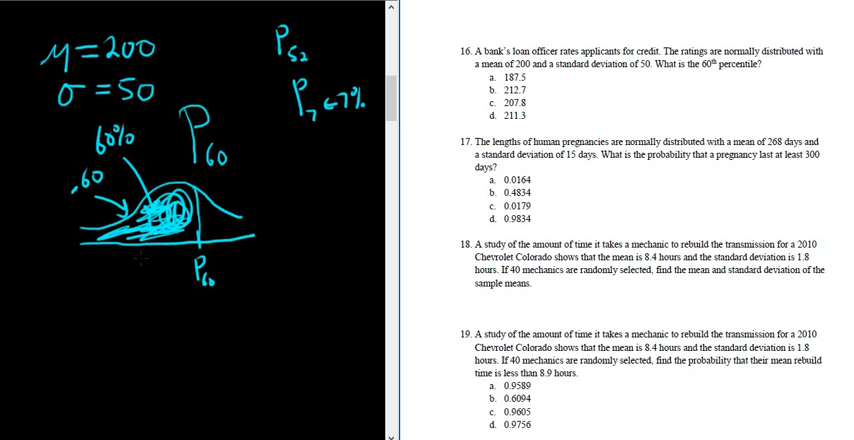 μ = 200
σ = 50
P52
P7 ← 7%
60%
P60
.60
P60
16. A bank's loan officer rates applicants for credit. The ratings are normally distributed with
a mean of 200 and a standard deviation of 50. What is the 60th percentile?
a. 187.5
b. 212.7
c. 207.8
d. 211.3
17. The lengths of human pregnancies are normally distributed with a mean of 268 days and
a standard deviation of 15 days. What is the probability that a pregnancy last at least 300
days?
a. 0.0164
b. 0.4834
c. 0.0179
d. 0.9834
18. A study of the amount of time it takes a mechanic to rebuild the transmission for a 2010
Chevrolet Colorado shows that the mean is 8.4 hours and the standard deviation is 1.8
hours. If 40 mechanics are randomly selected, find the mean and standard deviation of the
sample means.
19. A study of the amount of time it takes a mechanic to rebuild the transmission for a 2010
Chevrolet Colorado shows that the mean is 8.4 hours and the standard deviation is 1.8
hours. If 40 mechanics are randomly selected, find the probability that their mean rebuild
time is less than 8.9 hours.
a. 0.9589
b. 0.6094
c. 0.9605
d. 0.9756